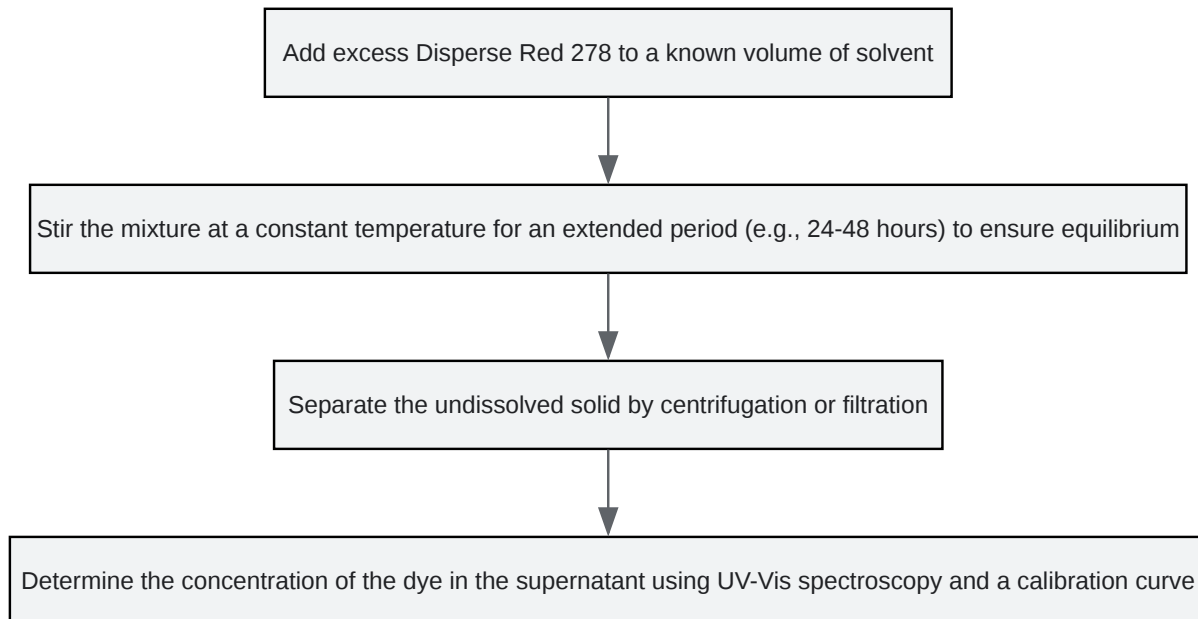 Add excess Disperse Red 278 to a known volume of solvent
Stir the mixture at a constant temperature for an extended period (e.g., 24-48 hours) to ensure equilibrium
Separate the undissolved solid by centrifugation or filtration
Determine the concentration of the dye in the supernatant using UV-Vis spectroscopy and a calibration curve